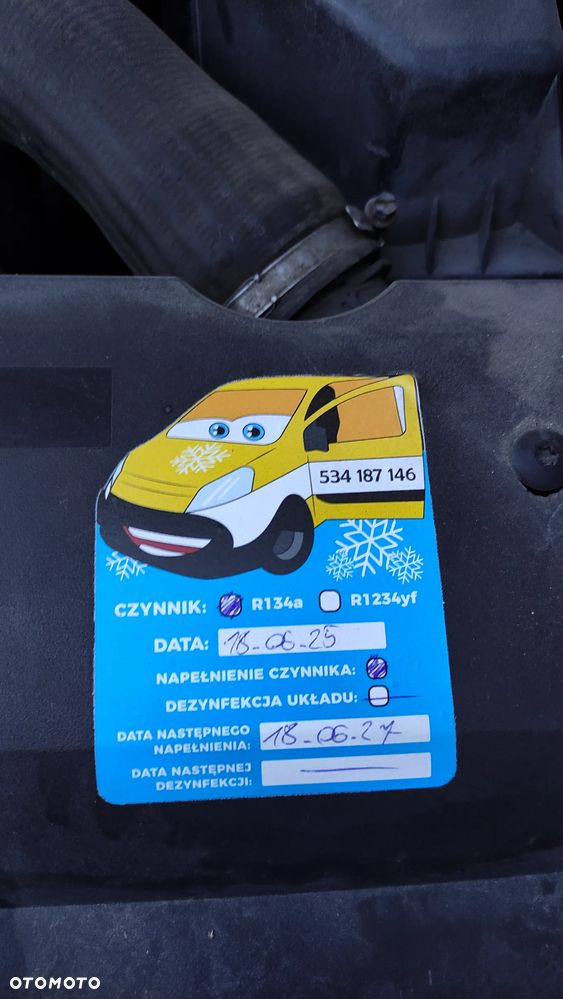 534 187 146
CZYNNIK: R134a R1234yf
DATA: 18-06-25
NAPEŁNIENIE CZYNNIKA:
DEZYNFEKCJA UKŁADU:
DATA NASTĘPNEGO
NAPEŁNIENIA: 18-06-27
DATA NASTĘPNEJ
DEZYNFEKCJI:
OTOMOTO